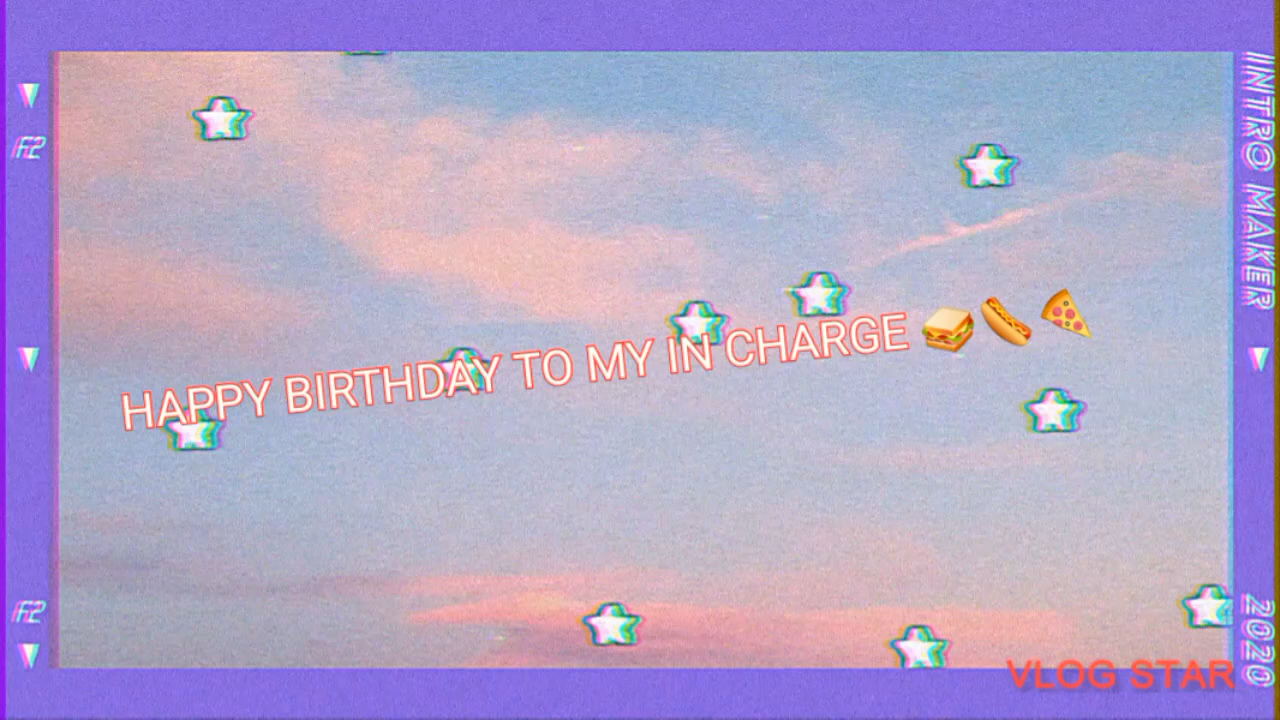 F2
INTRO MAKER
HAPPY BIRTHDAY TO MY IN CHARGE 🥪🌭🍕
F2
2020
VLOG STAR